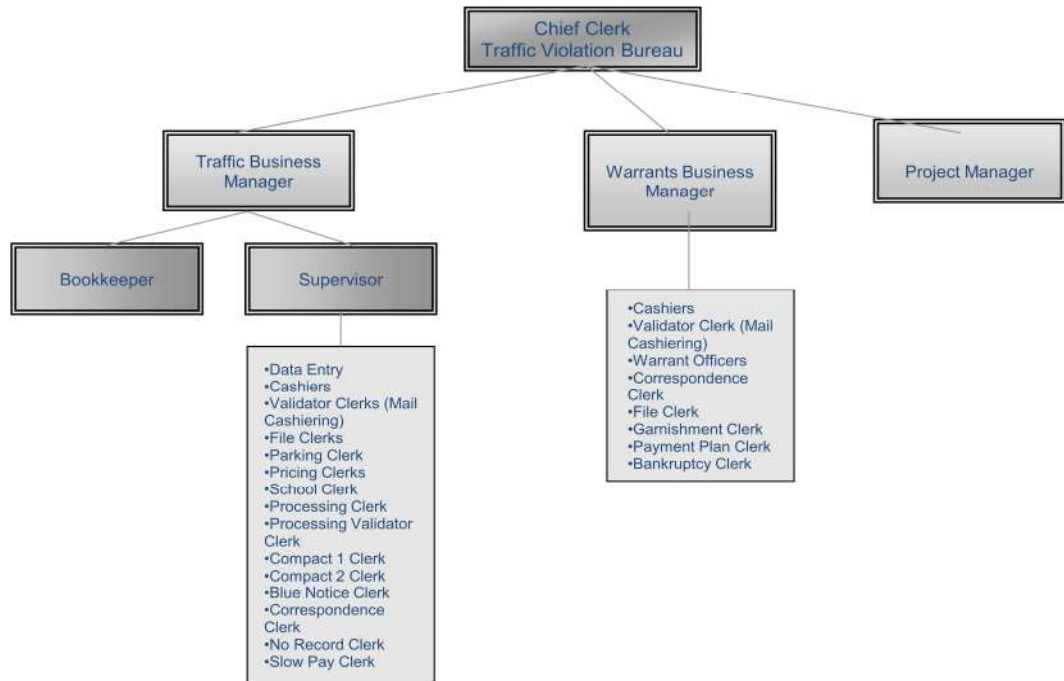 Chief Clerk
Traffic Violation Bureau
Traffic Business
Manager
Warrants Business
Manager
Project Manager
Bookkeeper
Supervisor
•Data Entry
•Cashiers
•Validator Clerks (Mail
Cashiering)
•File Clerks
•Parking Clerk
•Pricing Clerks
•School Clerk
•Processing Clerk
•Processing Validator
Clerk
•Compact 1 Clerk
•Compact 2 Clerk
•Blue Notice Clerk
•Correspondence
Clerk
•No Record Clerk
•Slow Pay Clerk
•Cashiers
•Validator Clerk (Mail
Cashiering)
•Warrant Officers
•Correspondence
Clerk
•File Clerk
•Garnishment Clerk
•Payment Plan Clerk
•Bankruptcy Clerk